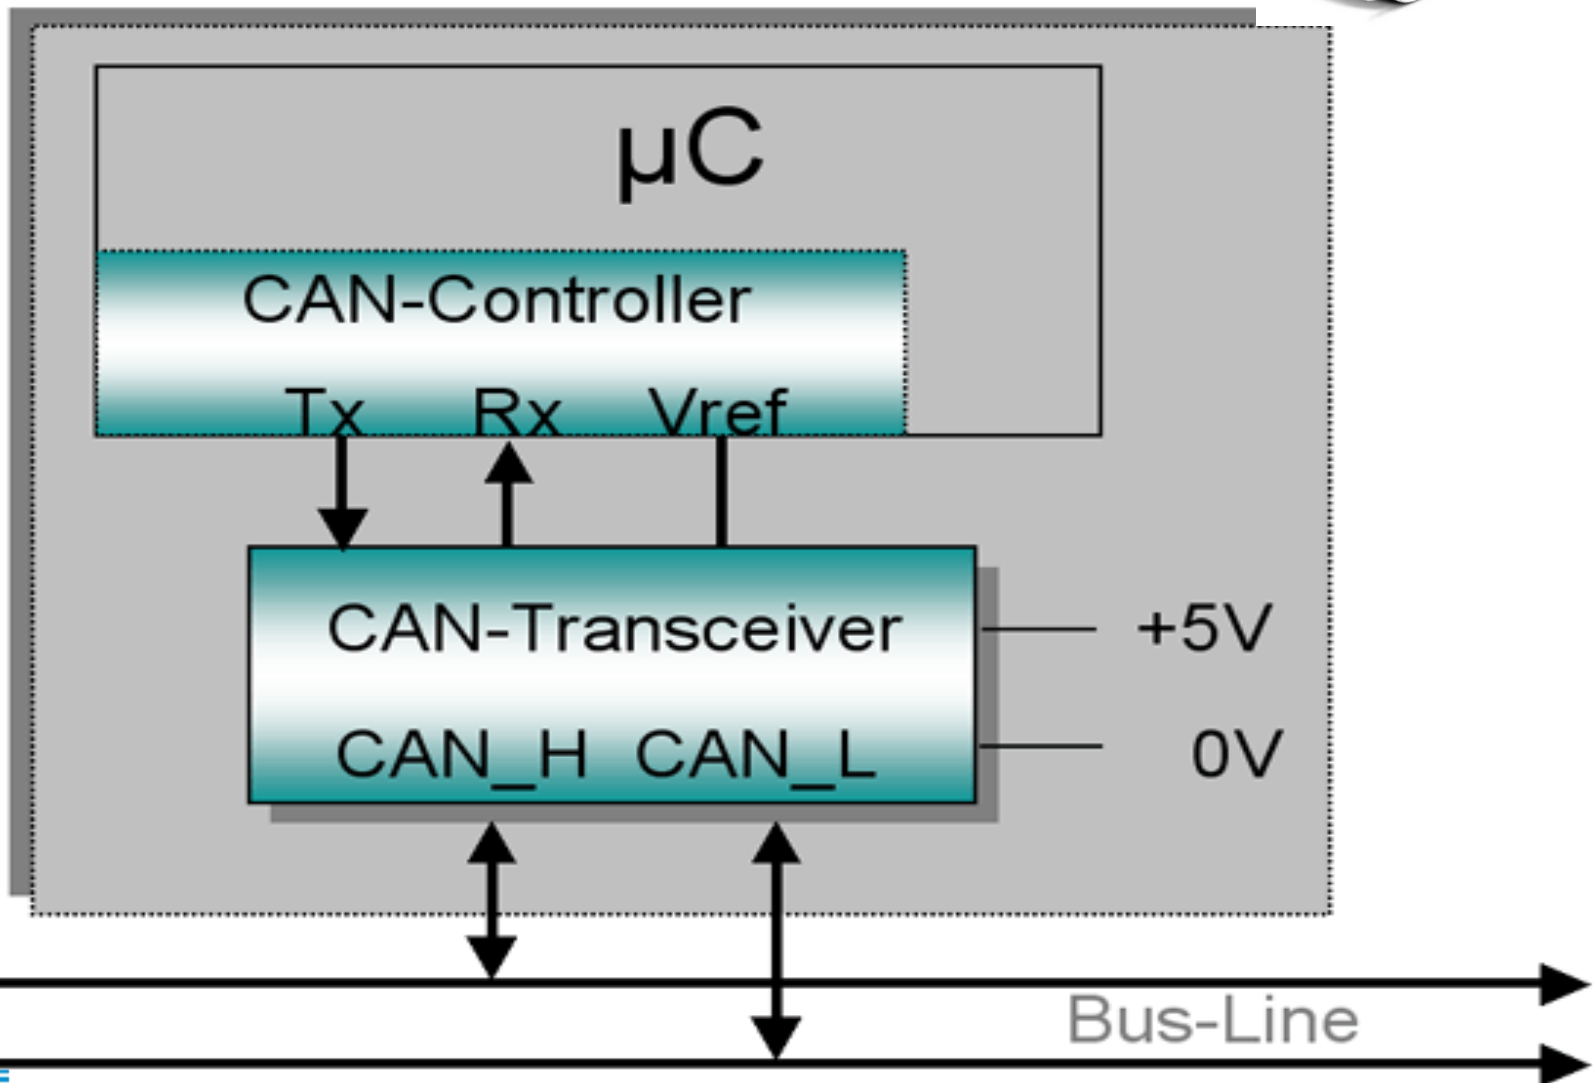 µC
CAN-Controller
Tx Rx Vref
CAN-Transceiver
+5V
CAN_H CAN_L
0V
Bus-Line